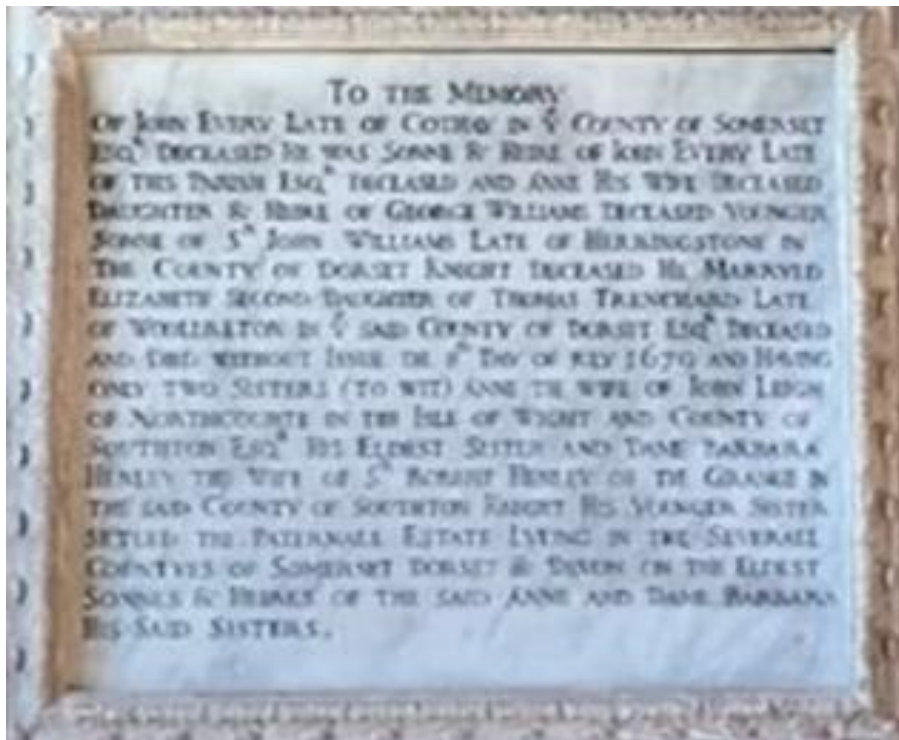 To the Memory
Of John Every Late of Cothay in yᵉ County of Somerset
Esqʳ Deceased He was Sonne & Heire of John Every Late
of this Parish Esqʳ Deceased and Anne His Wife Deceased
Daughter & Heire of George Williams Deceased Younger
Sonne of Sʳ John Williams Late of Herringstone in
the County of Dorset Knight Deceased He Marryed
Elizabeth Second Daughter of Thomas Trenchard Late
of Woolveton in yᵉ said County of Dorset Esqʳ Deceased
and Died without Issue the Day of 1679 and Having
only two Sisters (to wit) Anne the wife of John Leigh
of Northcourte in the Isle of Wight and County of
Southton Esqʳ His Eldest Sister and Dame Barbara
Henley the Wife of Sʳ Robert Henley of the Grange in
the said County of Southton Knight His Younger Sister
Setled the Paternall Estate Lyeing in the Severall
Countyes of Somerset Dorset & Devon on the Eldest
Sonnes & Heires of the said Anne and Dame Barbara
His Said Sisters.